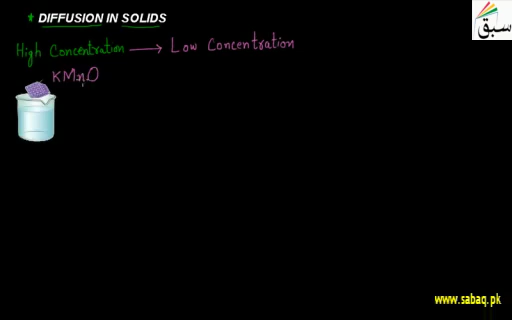 * DIFFUSION IN SOLIDS
سبق
High Concentration → Low Concentration
KMnO
www.sabaq.pk